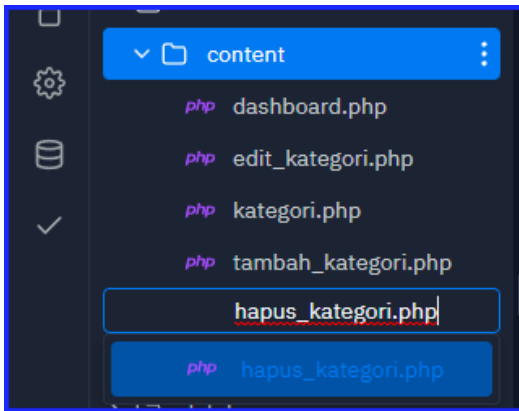 content
php dashboard.php
php edit_kategori.php
php kategori.php
php tambah_kategori.php
hapus_kategori.php
php hapus_kategori.php